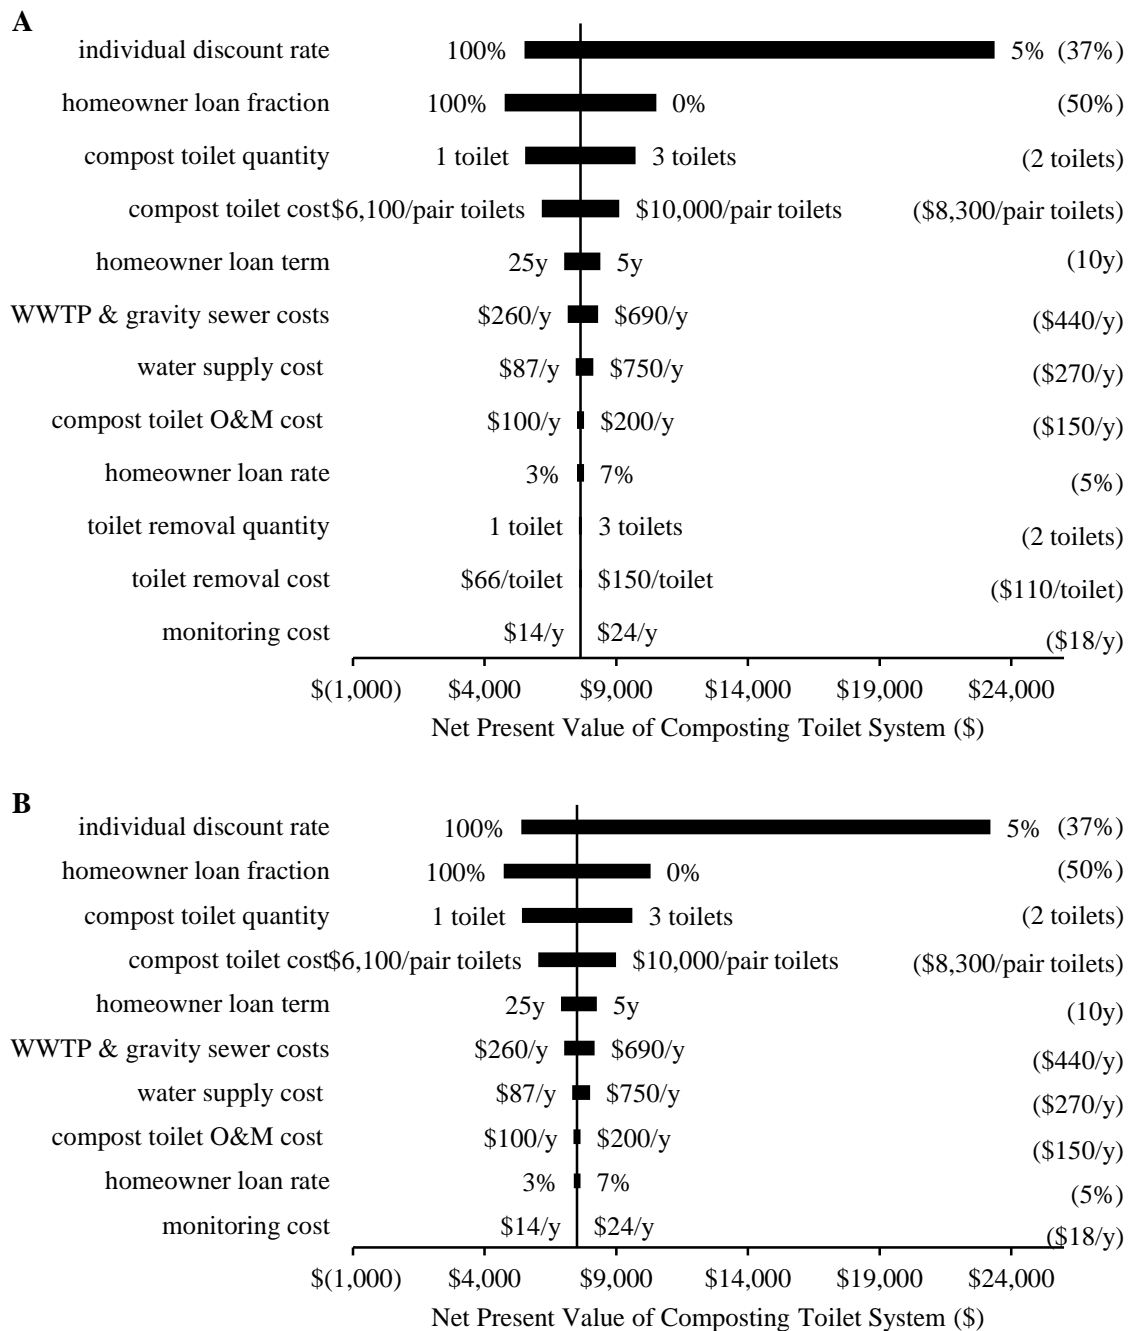 A
individual discount rate 100% 5% (37%)
homeowner loan fraction 100% 0% (50%)
compost toilet quantity 1 toilet 3 toilets (2 toilets)
compost toilet cost $6,100/pair toilets $10,000/pair toilets ($8,300/pair toilets)
homeowner loan term 25y 5y (10y)
WWTP & gravity sewer costs $260/y $690/y ($440/y)
water supply cost $87/y $750/y ($270/y)
compost toilet O&M cost $100/y $200/y ($150/y)
homeowner loan rate 3% 7% (5%)
toilet removal quantity 1 toilet 3 toilets (2 toilets)
toilet removal cost $66/toilet $150/toilet ($110/toilet)
monitoring cost $14/y $24/y ($18/y)
$(1,000) $4,000 $9,000 $14,000 $19,000 $24,000
Net Present Value of Composting Toilet System ($)
B
individual discount rate 100% 5% (37%)
homeowner loan fraction 100% 0% (50%)
compost toilet quantity 1 toilet 3 toilets (2 toilets)
compost toilet cost $6,100/pair toilets $10,000/pair toilets ($8,300/pair toilets)
homeowner loan term 25y 5y (10y)
WWTP & gravity sewer costs $260/y $690/y ($440/y)
water supply cost $87/y $750/y ($270/y)
compost toilet O&M cost $100/y $200/y ($150/y)
homeowner loan rate 3% 7% (5%)
monitoring cost $14/y $24/y ($18/y)
$(1,000) $4,000 $9,000 $14,000 $19,000 $24,000
Net Present Value of Composting Toilet System ($)